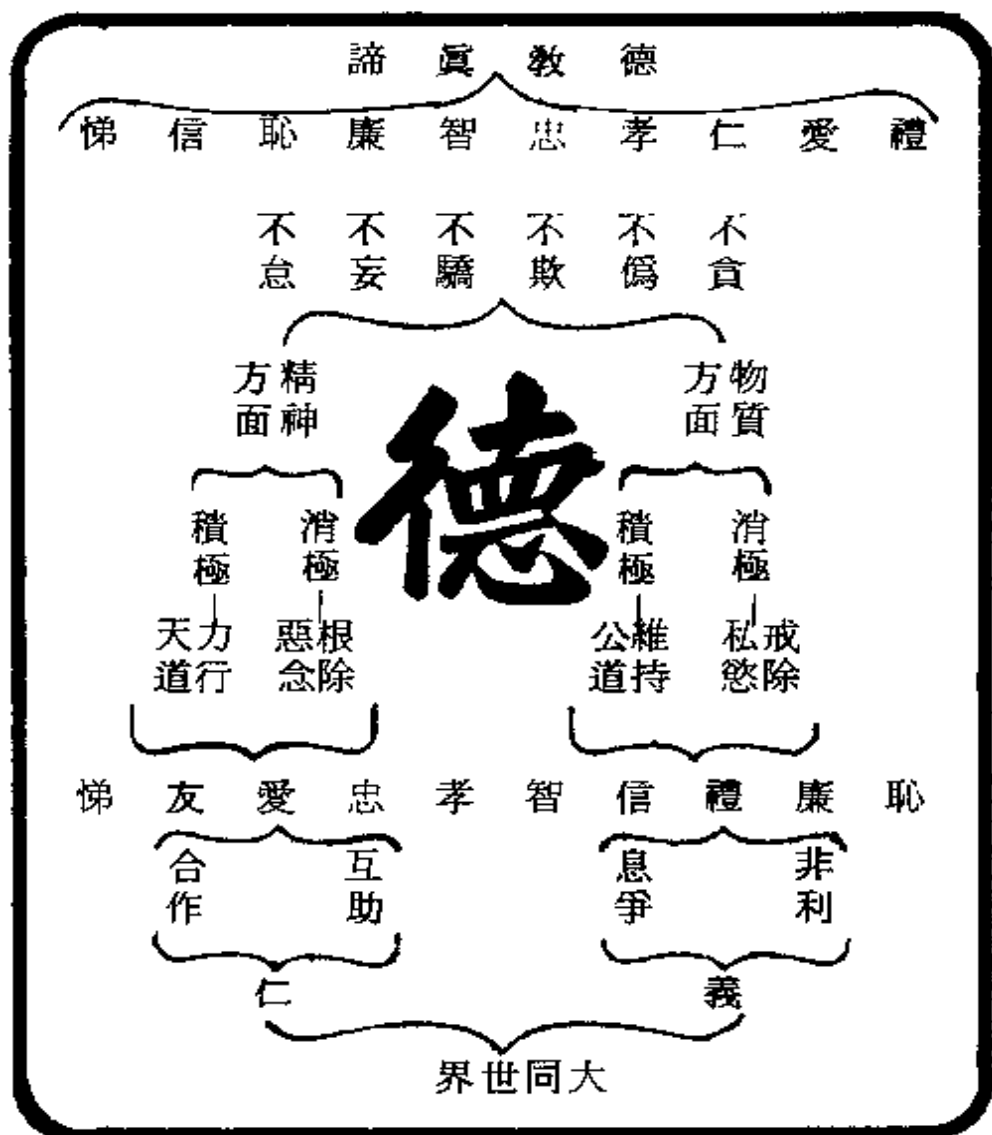 德教眞諦
禮愛仁孝忠智廉恥信悌
不貪 不僞 不欺 不驕 不妄 不怠
物質方面 精神方面
德
消極 積極 消極 積極
戒除私慾 維持公道 根除惡念 力行天道
恥廉禮信智孝忠愛友悌
非利 息爭 互助 合作
義 仁
大同世界